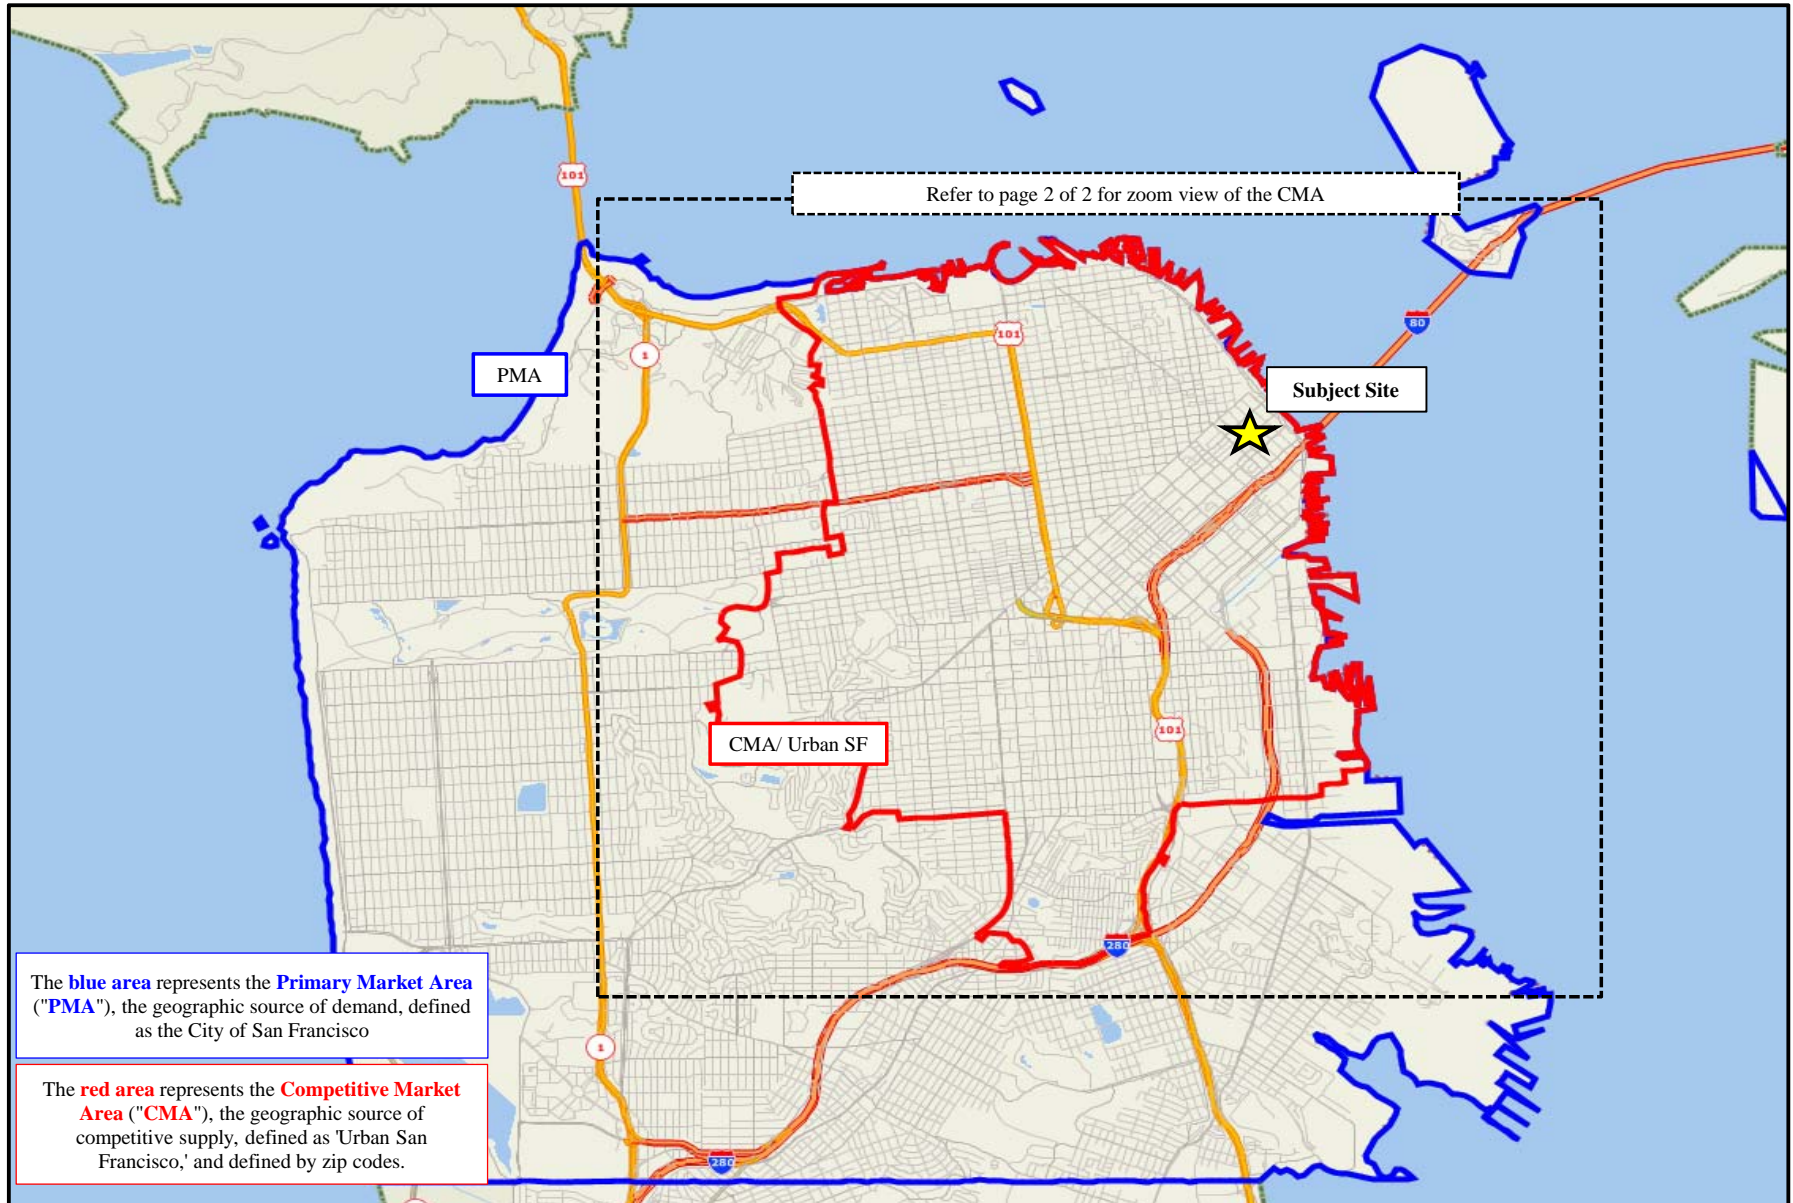 101
Refer to page 2 of 2 for zoom view of the CMA
80
101
1
PMA
Subject Site
CMA/ Urban SF
101
280
The blue area represents the Primary Market Area
("PMA"), the geographic source of demand, defined
as the City of San Francisco
1
The red area represents the Competitive Market
Area ("CMA"), the geographic source of
competitive supply, defined as 'Urban San
Francisco,' and defined by zip codes.
280